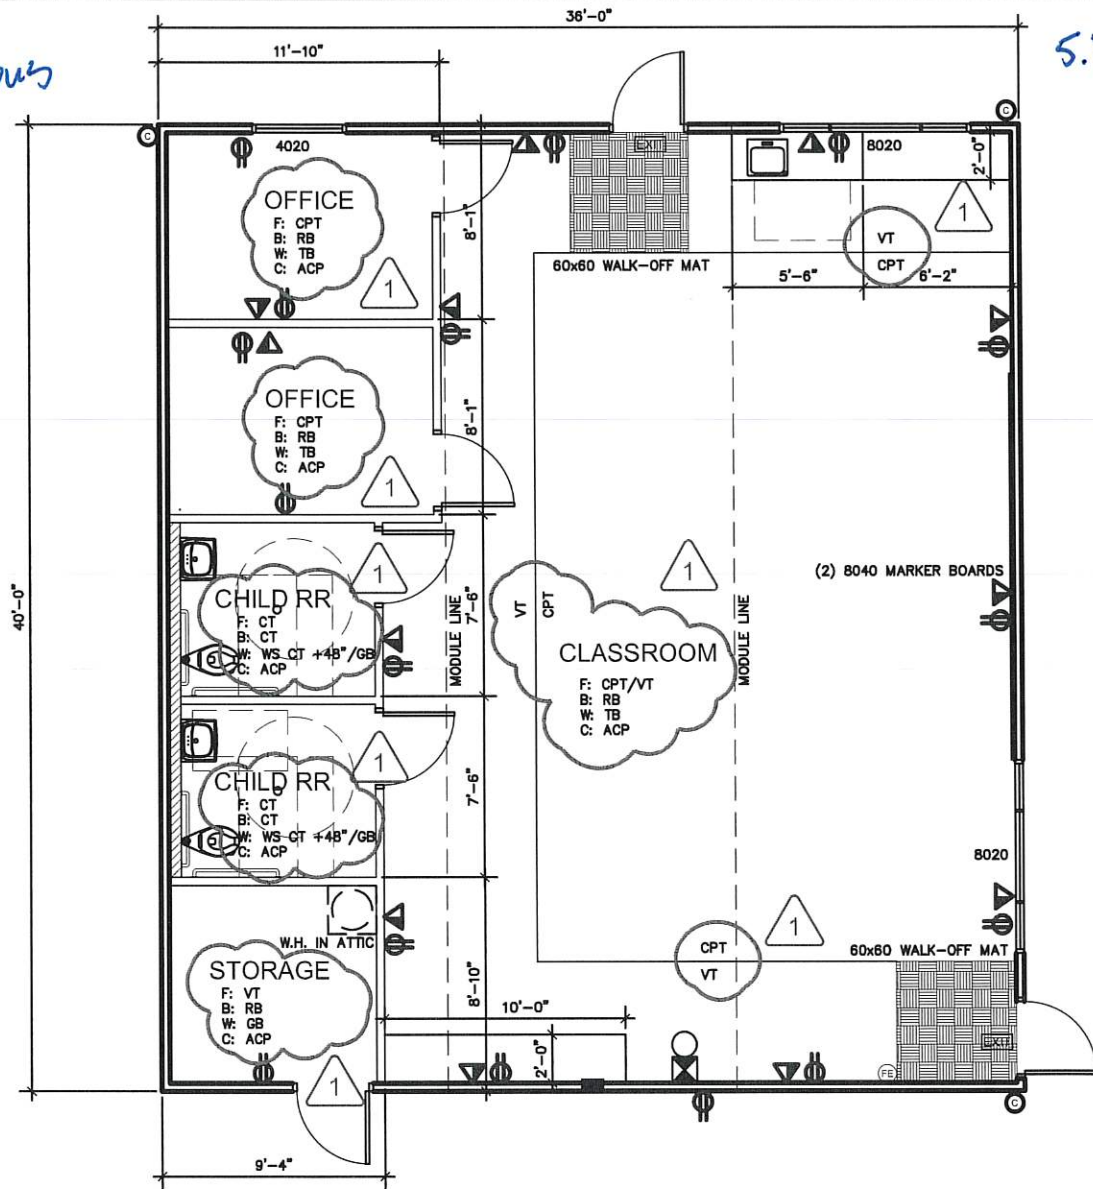 36'-0"
11'-10"
5.
C
C
4020
EXIT
8020
2'-0"
OFFICE
F: CPT
B: RB
W: TB
C: ACP
1
8'-1"
1
VT
CPT
60x60 WALK-OFF MAT
5'-6"
6'-2"
OFFICE
F: CPT
B: RB
W: TB
C: ACP
1
8'-1"
40'-0"
CHILD RR
F: CT
B: CT
W: WS CT +48"/GB
C: ACP
1
7'-6"
MODULE LINE
VT
CPT
1
MODULE LINE
(2) 8040 MARKER BOARDS
CLASSROOM
F: CPT/VT
B: RB
W: TB
C: ACP
CHILD RR
F: CT
B: CT
W: WS CT +48"/GB
C: ACP
1
7'-6"
8020
W.H. IN ATTIC
STORAGE
F: VT
B: RB
W: GB
C: ACP
1
8'-10"
10'-0"
2'-0"
CPT
VT
1
60x60 WALK-OFF MAT
EXIT
FE
C
9'-4"